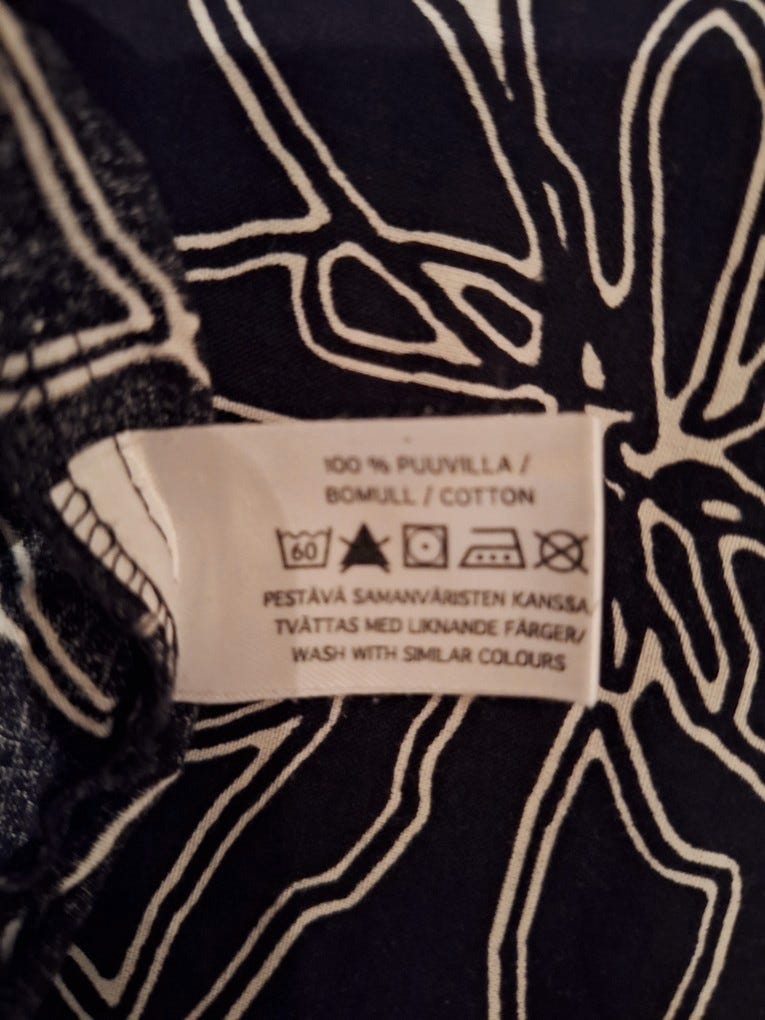 100 % PUUVILLA /
BOMULL / COTTON
60
PESTÄVÄ SAMANVÄRISTEN KANSSA/
TVÄTTAS MED LIKNANDE FÄRGER/
WASH WITH SIMILAR COLOURS